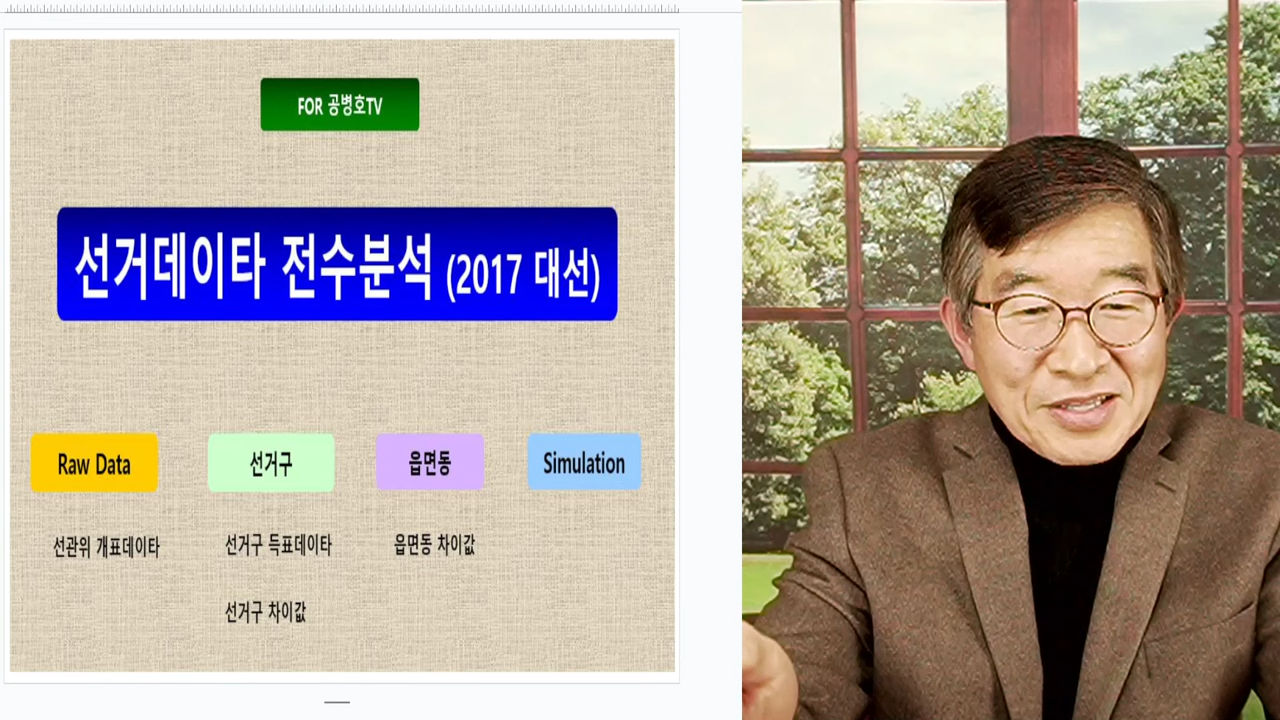 FOR 공병호TV
선거데이타 전수분석 (2017 대선)
Raw Data
선거구
읍면동
Simulation
선관위 개표데이타
선거구 득표데이타
읍면동 차이값
선거구 차이값